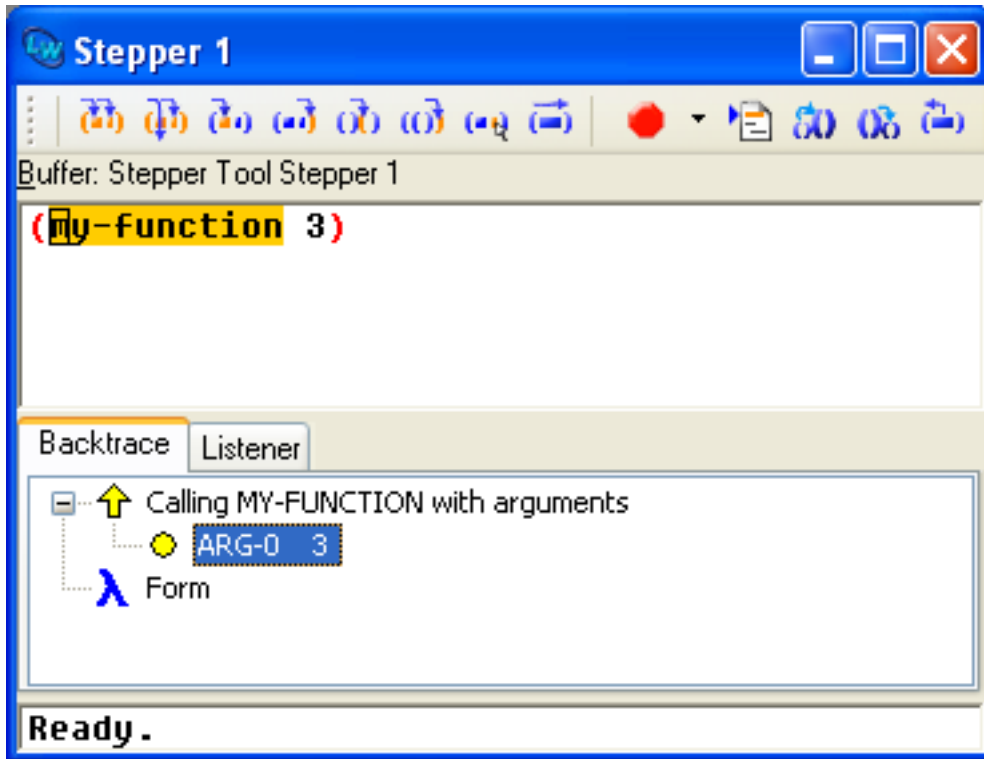 Stepper 1
Buffer: Stepper Tool Stepper 1
(my-function 3)
Backtrace Listener
Calling MY-FUNCTION with arguments
ARG-0 3
Form
Ready.